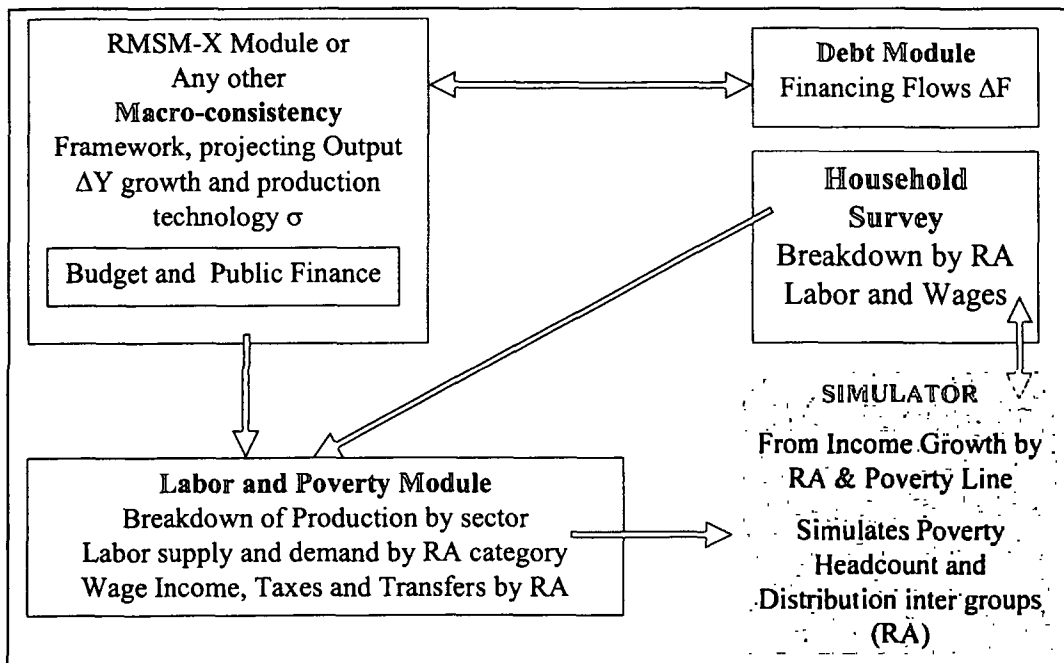 RMSM-X Module or
Any other
Macro-consistency
Framework, projecting Output
ΔY growth and production
technology σ
Budget and Public Finance
Debt Module
Financing Flows ΔF
Household
Survey
Breakdown by RA
Labor and Wages
Labor and Poverty Module
Breakdown of Production by sector
Labor supply and demand by RA category
Wage Income, Taxes and Transfers by RA
SIMULATOR
From Income Growth by
RA & Poverty Line
Simulates Poverty
Headcount and
Distribution inter groups
(RA)